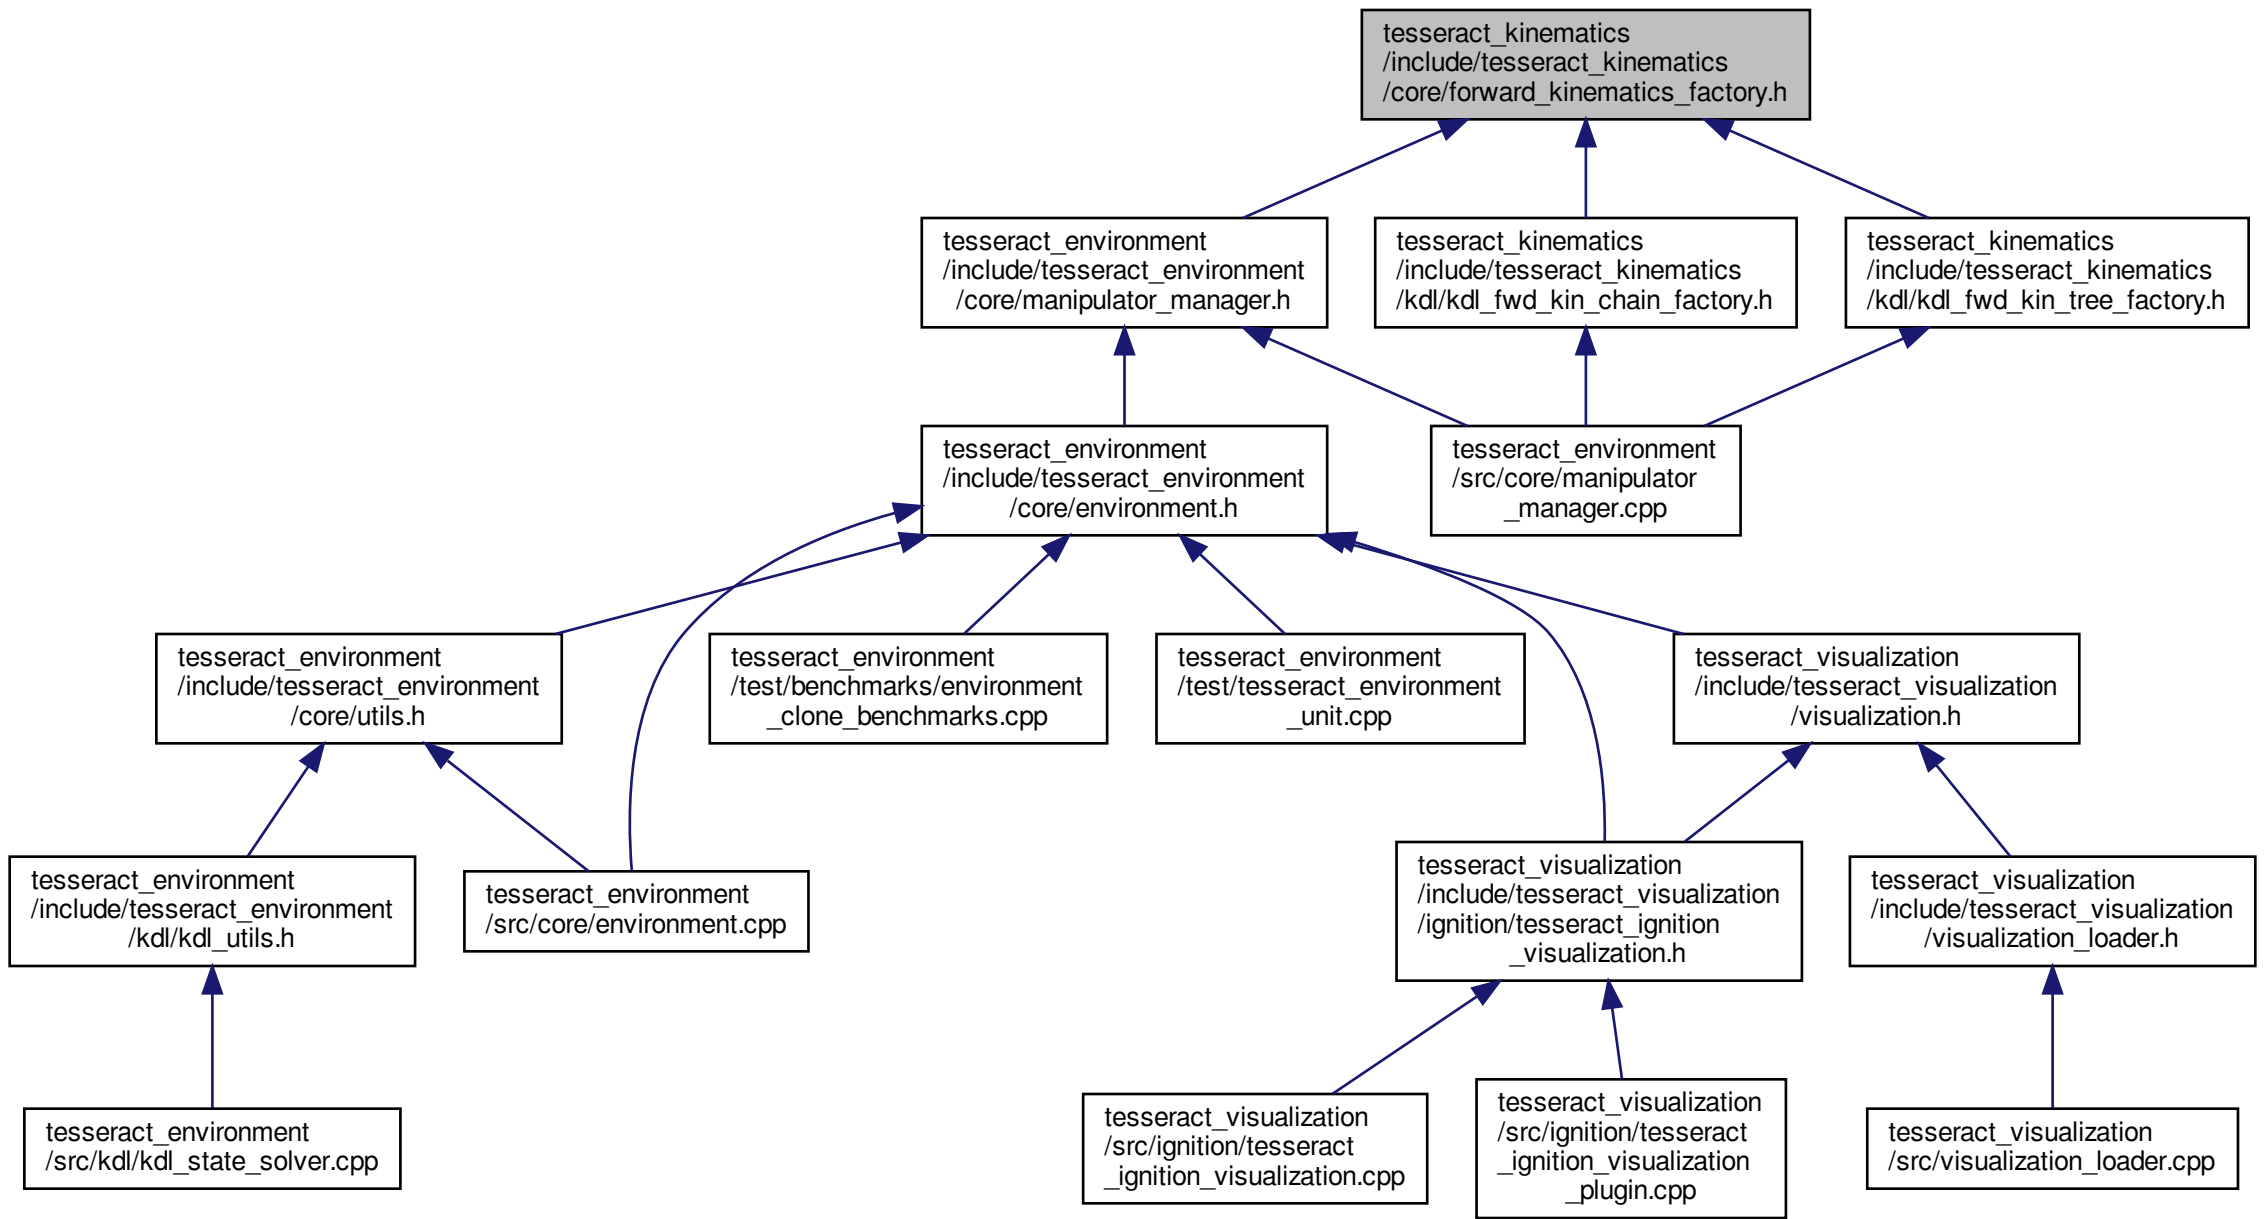 tesseract_kinematics
/include/tesseract_kinematics
/core/forward_kinematics_factory.h
tesseract_environment
/include/tesseract_environment
/core/manipulator_manager.h
tesseract_kinematics
/include/tesseract_kinematics
/kdl/kdl_fwd_kin_chain_factory.h
tesseract_kinematics
/include/tesseract_kinematics
/kdl/kdl_fwd_kin_tree_factory.h
tesseract_environment
/include/tesseract_environment
/core/environment.h
tesseract_environment
/src/core/manipulator
_manager.cpp
tesseract_environment
/include/tesseract_environment
/core/utils.h
tesseract_environment
/test/benchmarks/environment
_clone_benchmarks.cpp
tesseract_environment
/test/tesseract_environment
_unit.cpp
tesseract_visualization
/include/tesseract_visualization
/visualization.h
tesseract_environment
/include/tesseract_environment
/kdl/kdl_utils.h
tesseract_environment
/src/core/environment.cpp
tesseract_visualization
/include/tesseract_visualization
/ignition/tesseract_ignition
_visualization.h
tesseract_visualization
/include/tesseract_visualization
/visualization_loader.h
tesseract_environment
/src/kdl/kdl_state_solver.cpp
tesseract_visualization
/src/ignition/tesseract
_ignition_visualization.cpp
tesseract_visualization
/src/ignition/tesseract
_ignition_visualization
_plugin.cpp
tesseract_visualization
/src/visualization_loader.cpp